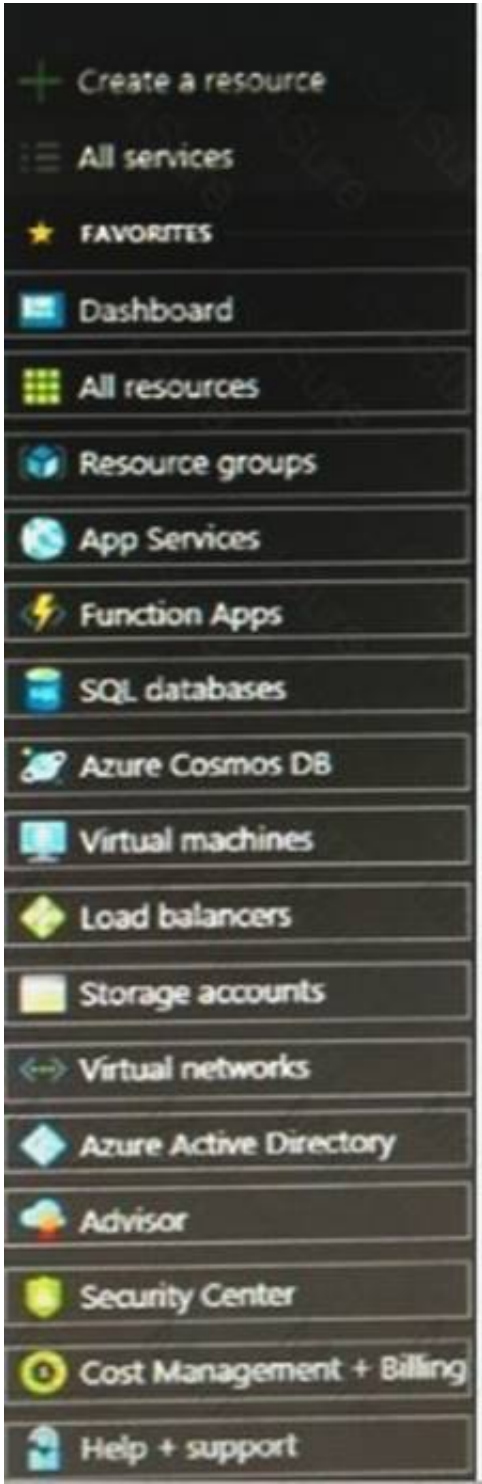 Create a resource
All services
FAVORITES
Dashboard
All resources
Resource groups
App Services
Function Apps
SQL databases
Azure Cosmos DB
Virtual machines
Load balancers
Storage accounts
Virtual networks
Azure Active Directory
Advisor
Security Center
Cost Management + Billing
Help + support